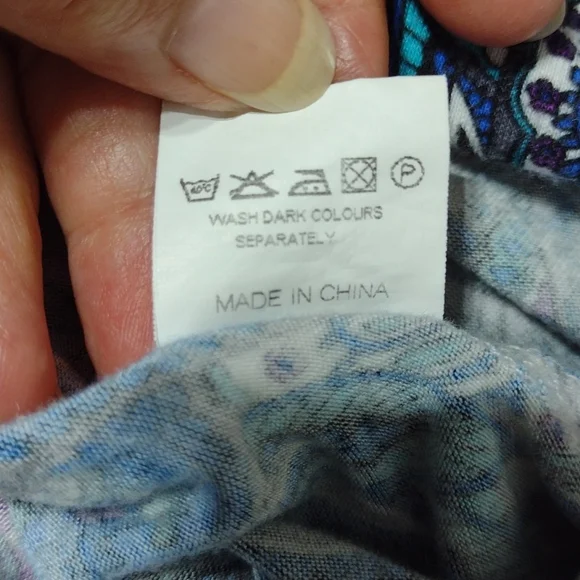 40°C P
WASH DARK COLOURS
SEPARATELY
MADE IN CHINA